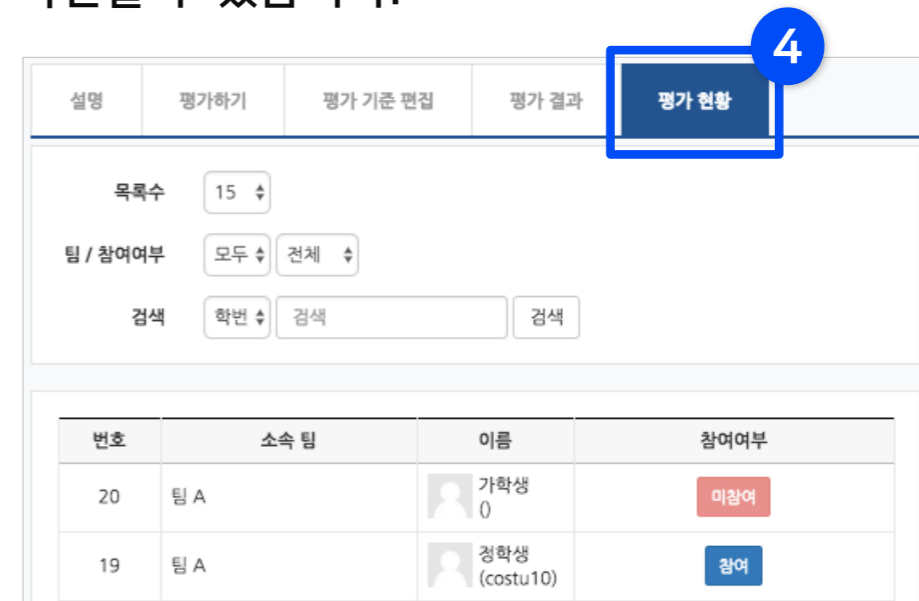 4
설명 평가하기 평가 기준 편집 평가 결과 평가 현황
목록수 15
팀 / 참여여부 모두 전체
검색 학번 검색 검색
번호 소속 팀 이름 참여여부
20 팀 A 가학생 미참여
()
19 팀 A 정학생 참여
(costu10)